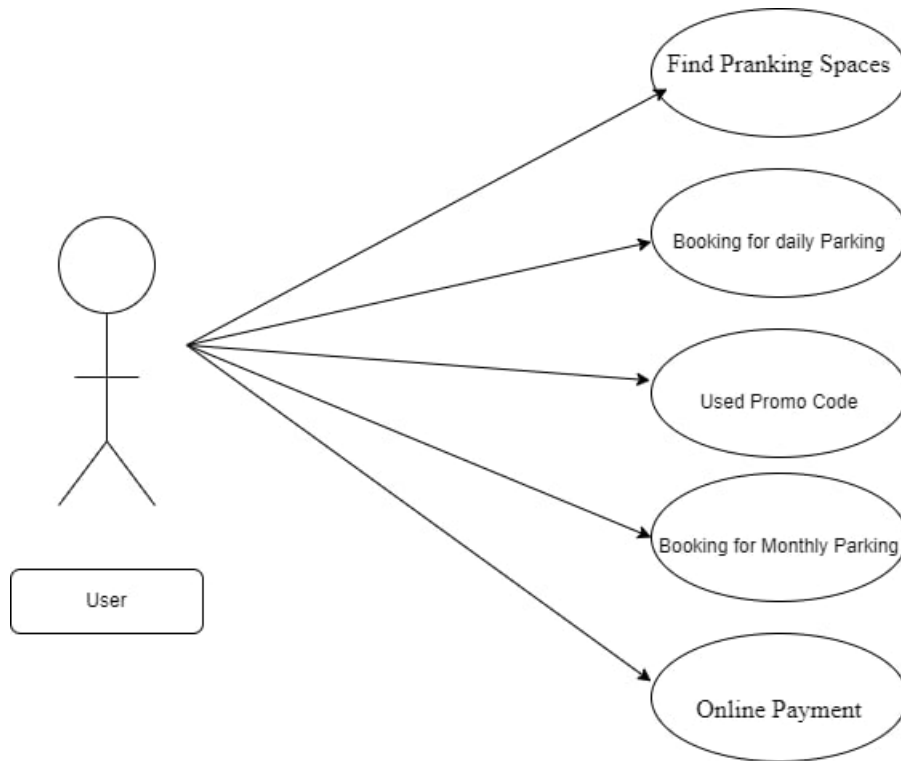 Find Pranking Spaces
Booking for daily Parking
Used Promo Code
Booking for Monthly Parking
User
Online Payment